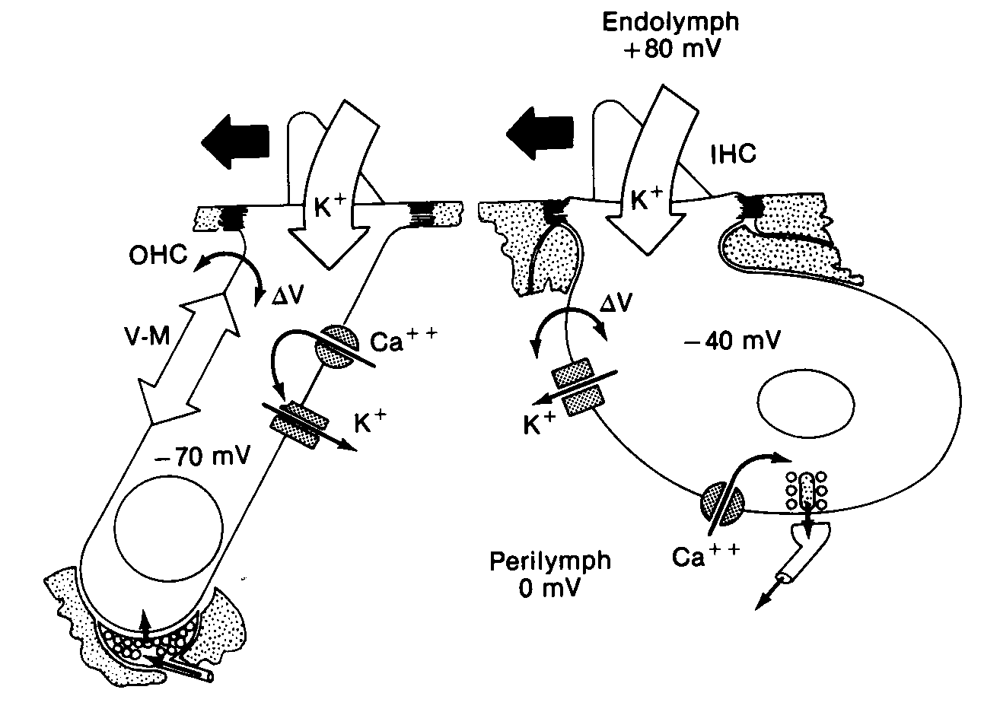 Endolymph
+80 mV
IHC
K+
K+
OHC
ΔV
V-M
Ca++
K+
−70 mV
ΔV
−40 mV
K+
Ca++
Perilymph
0 mV